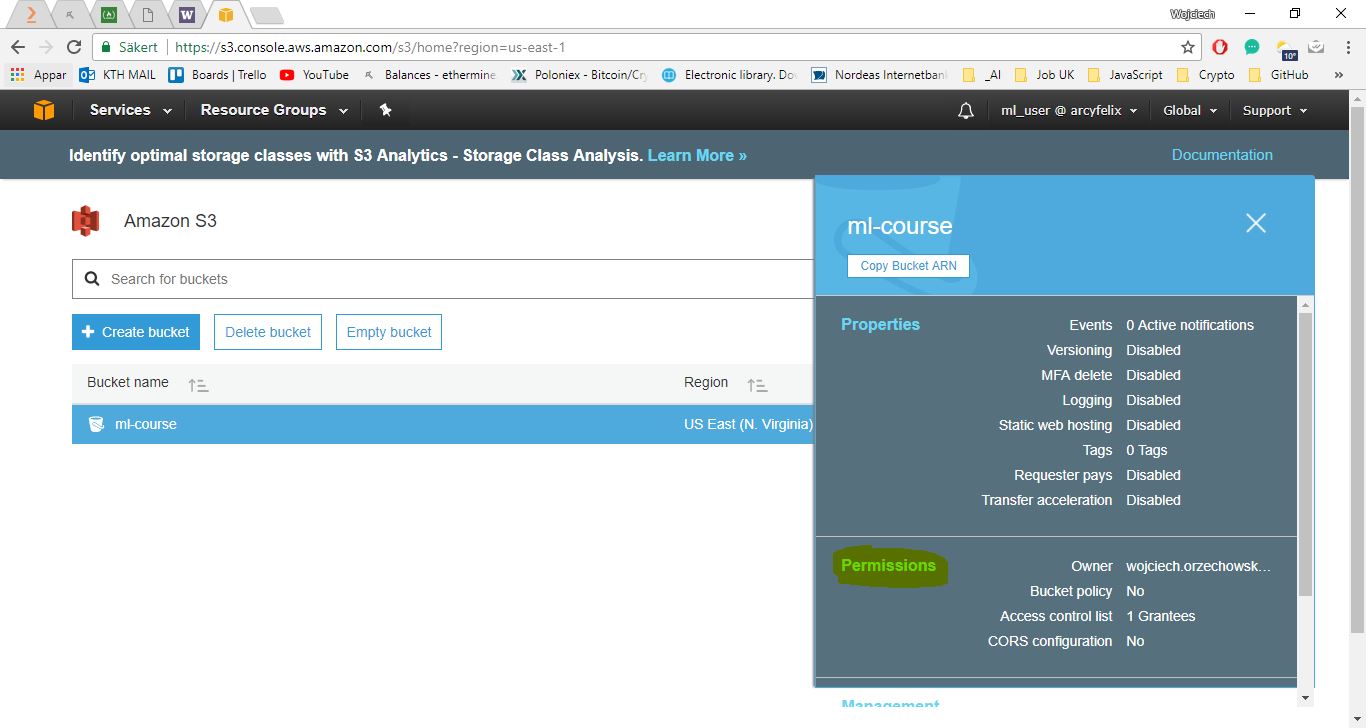 Wojciech
Säkert https://s3.console.aws.amazon.com/s3/home?region=us-east-1
10°
Appar KTH MAIL Boards | Trello YouTube Balances - ethermine Poloniex - Bitcoin/Cry Electronic library. Do Nordeas Internetban _AI Job UK JavaScript Crypto GitHub »
Services Resource Groups ml_user @ arcyfelix Global Support
Identify optimal storage classes with S3 Analytics - Storage Class Analysis. Learn More » Documentation
Amazon S3
Search for buckets
+ Create bucket Delete bucket Empty bucket
Bucket name Region
ml-course US East (N. Virginia)
ml-course
Copy Bucket ARN
Properties Events 0 Active notifications
Versioning Disabled
MFA delete Disabled
Logging Disabled
Static web hosting Disabled
Tags 0 Tags
Requester pays Disabled
Transfer acceleration Disabled
Permissions Owner wojciech.orzechowsk...
Bucket policy No
Access control list 1 Grantees
CORS configuration No
Management